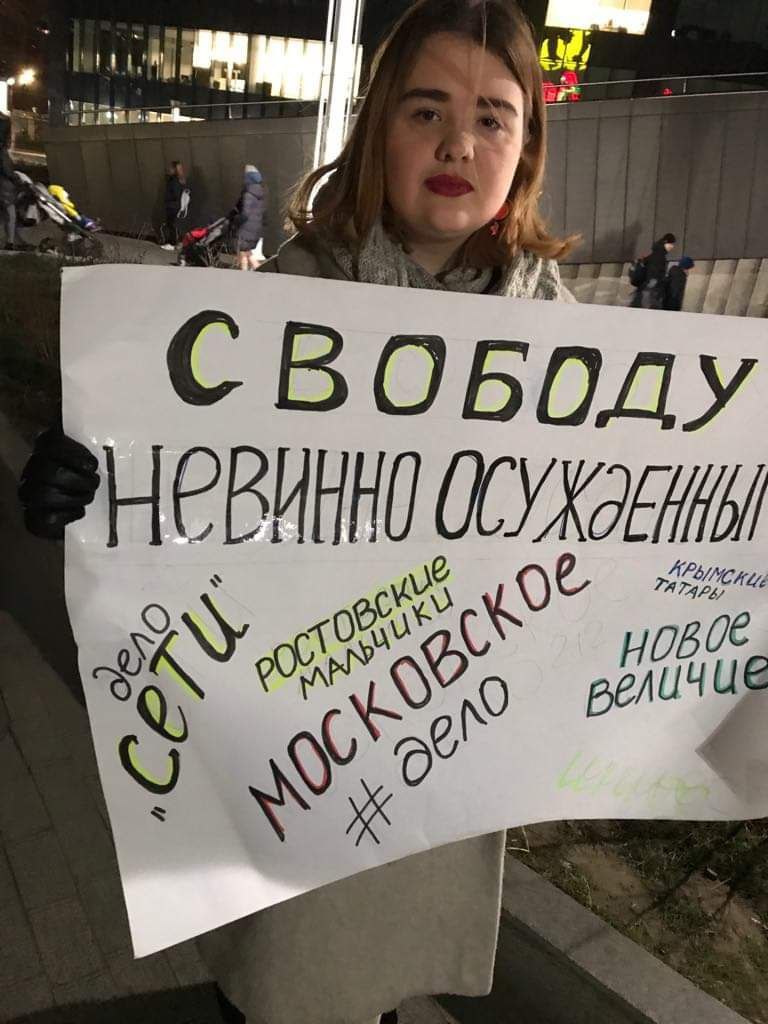 СВОБОДУ
НЕВИННО ОСУЖДЕННЫ
дело
"СЕТИ"
РОСТОВСКИЕ
МАЛЬЧИКИ
МОСКОВСКОЕ
#дело
КРЫМСКИЕ
ТАТАРЫ
НОВОЕ
ВЕЛИЧИЕ